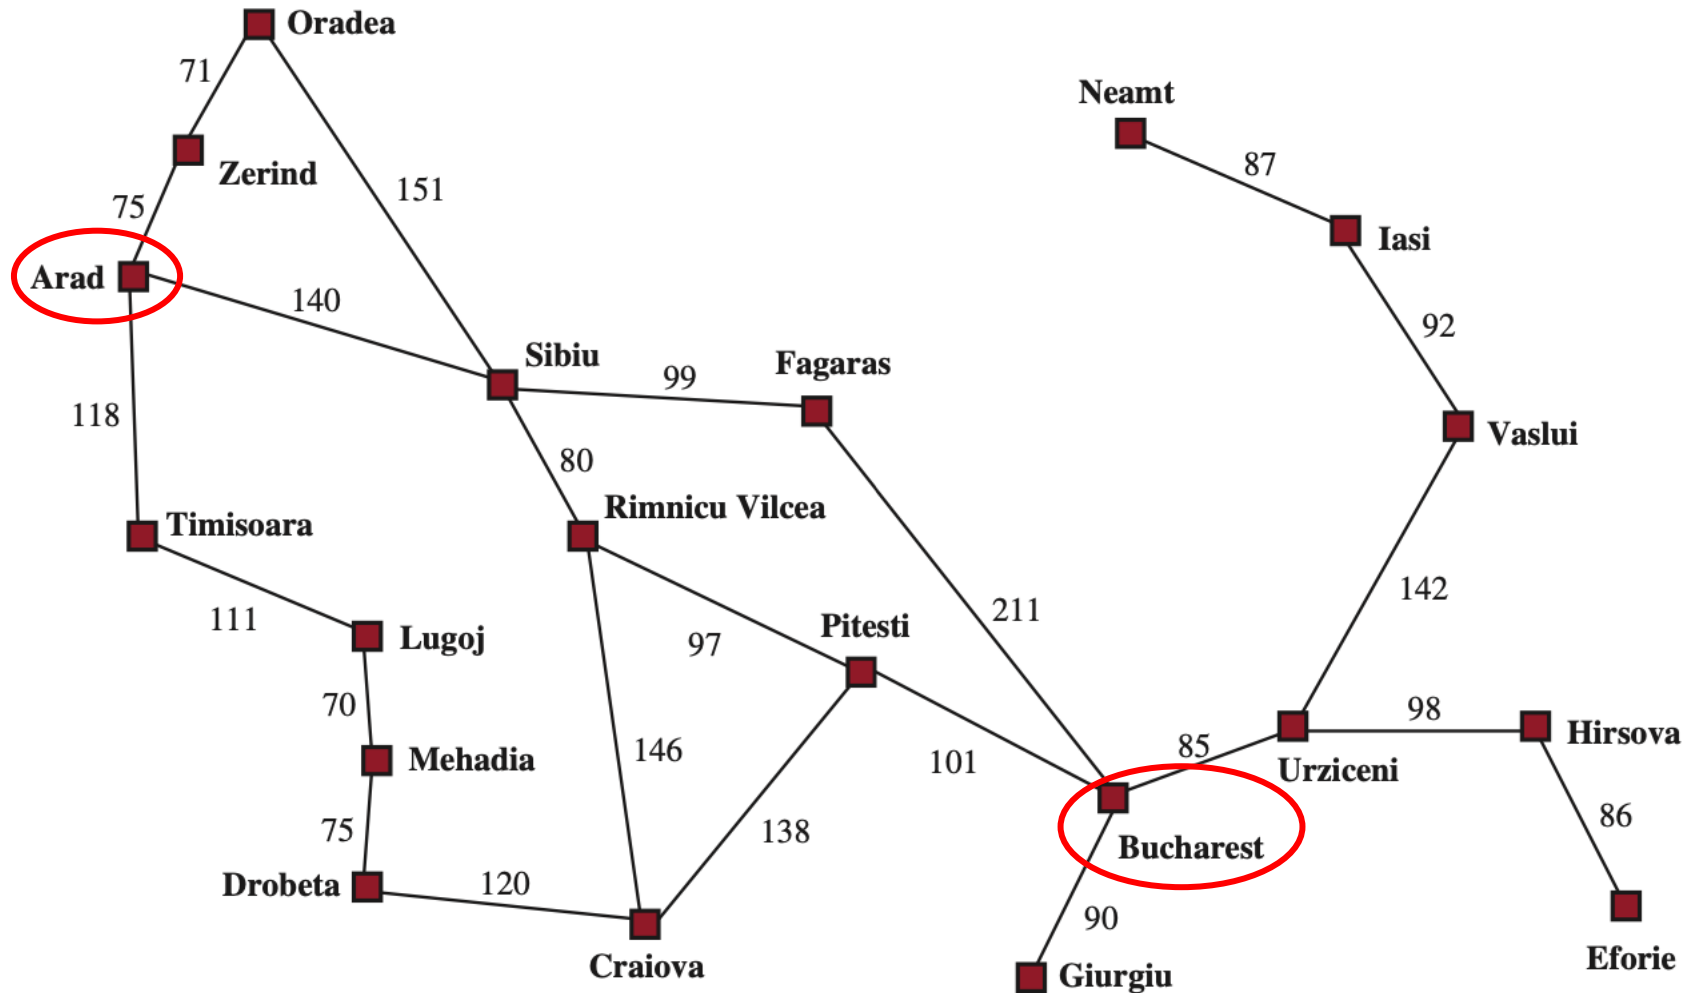 Oradea
71
Neamt
87
Zerind
151
75
Iasi
Arad
140
92
Sibiu
Fagaras
99
118
Vaslui
80
Rimnicu Vilcea
Timisoara
142
211
111
Lugoj
97
Pitesti
70
98
Hirsova
146
85
Mehadia
101
Urziceni
75
138
86
Bucharest
Drobeta
120
90
Craiova
Eforie
Giurgiu